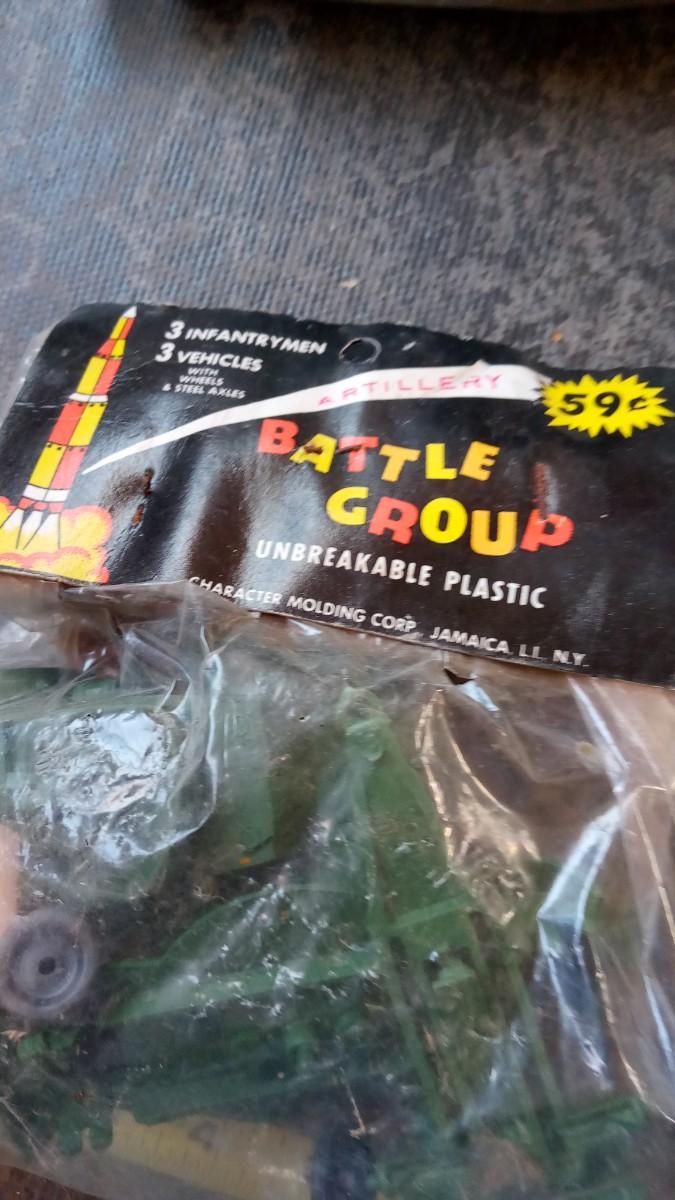 3 INFANTRYMEN
3 VEHICLES
WITH
WHEELS
& STEEL AXLES
ARTILLERY
59¢
BATTLE
GROUP
UNBREAKABLE PLASTIC
CHARACTER MOLDING CORP. JAMAICA, L.I. N.Y.